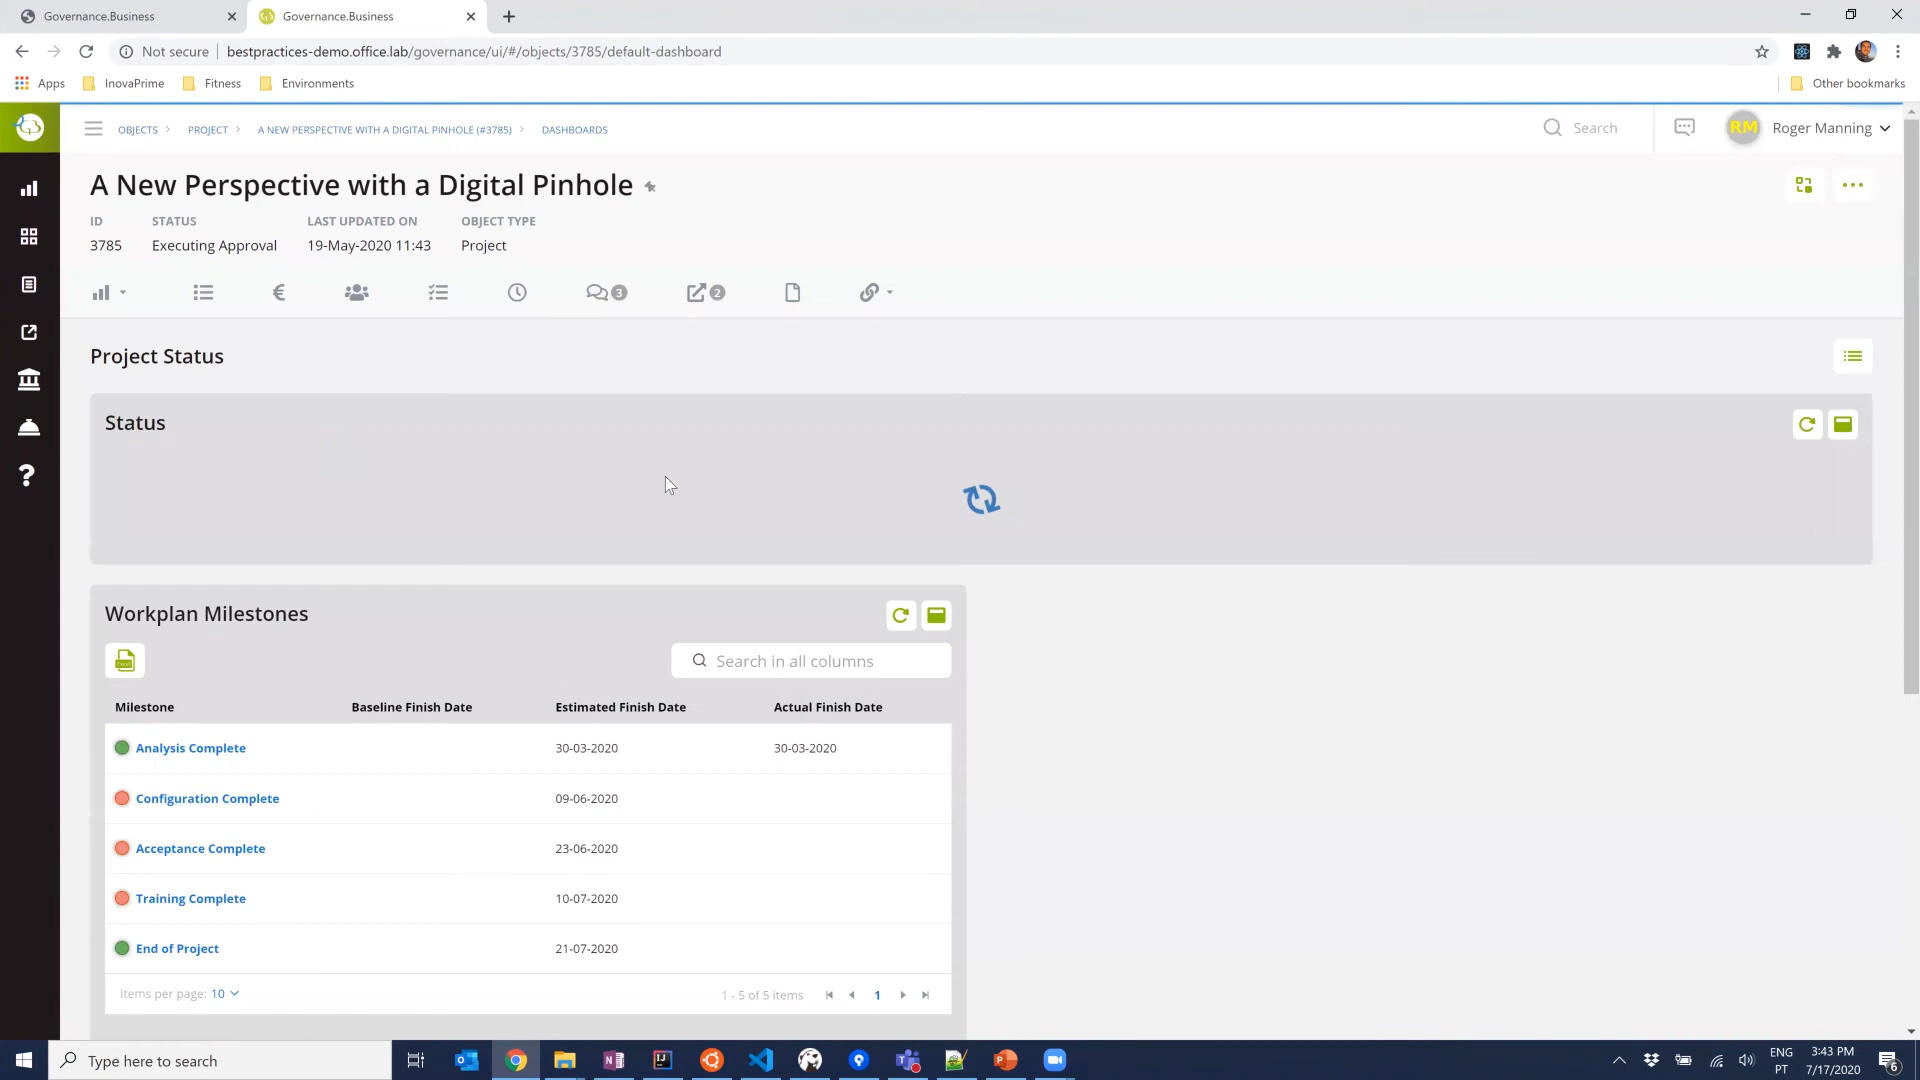 Governance.Business
Governance.Business
Not secure bestpractices-demo.office.lab/governance/ui/#/objects/3785/default-dashboard
Apps InovaPrime Fitness Environments Other bookmarks
OBJECTS PROJECT A NEW PERSPECTIVE WITH A DIGITAL PINHOLE (#3785) DASHBOARDS Search RM Roger Manning
A New Perspective with a Digital Pinhole
ID STATUS LAST UPDATED ON OBJECT TYPE
3785 Executing Approval 19-May-2020 11:43 Project
€ 3 2
Project Status
Status
Workplan Milestones
Search in all columns
Milestone Baseline Finish Date Estimated Finish Date Actual Finish Date
Analysis Complete 30-03-2020 30-03-2020
Configuration Complete 09-06-2020
Acceptance Complete 23-06-2020
Training Complete 10-07-2020
End of Project 21-07-2020
Items per page: 10 1 - 5 of 5 items 1
Type here to search
ENG 3:43 PM
PT 7/17/2020 6